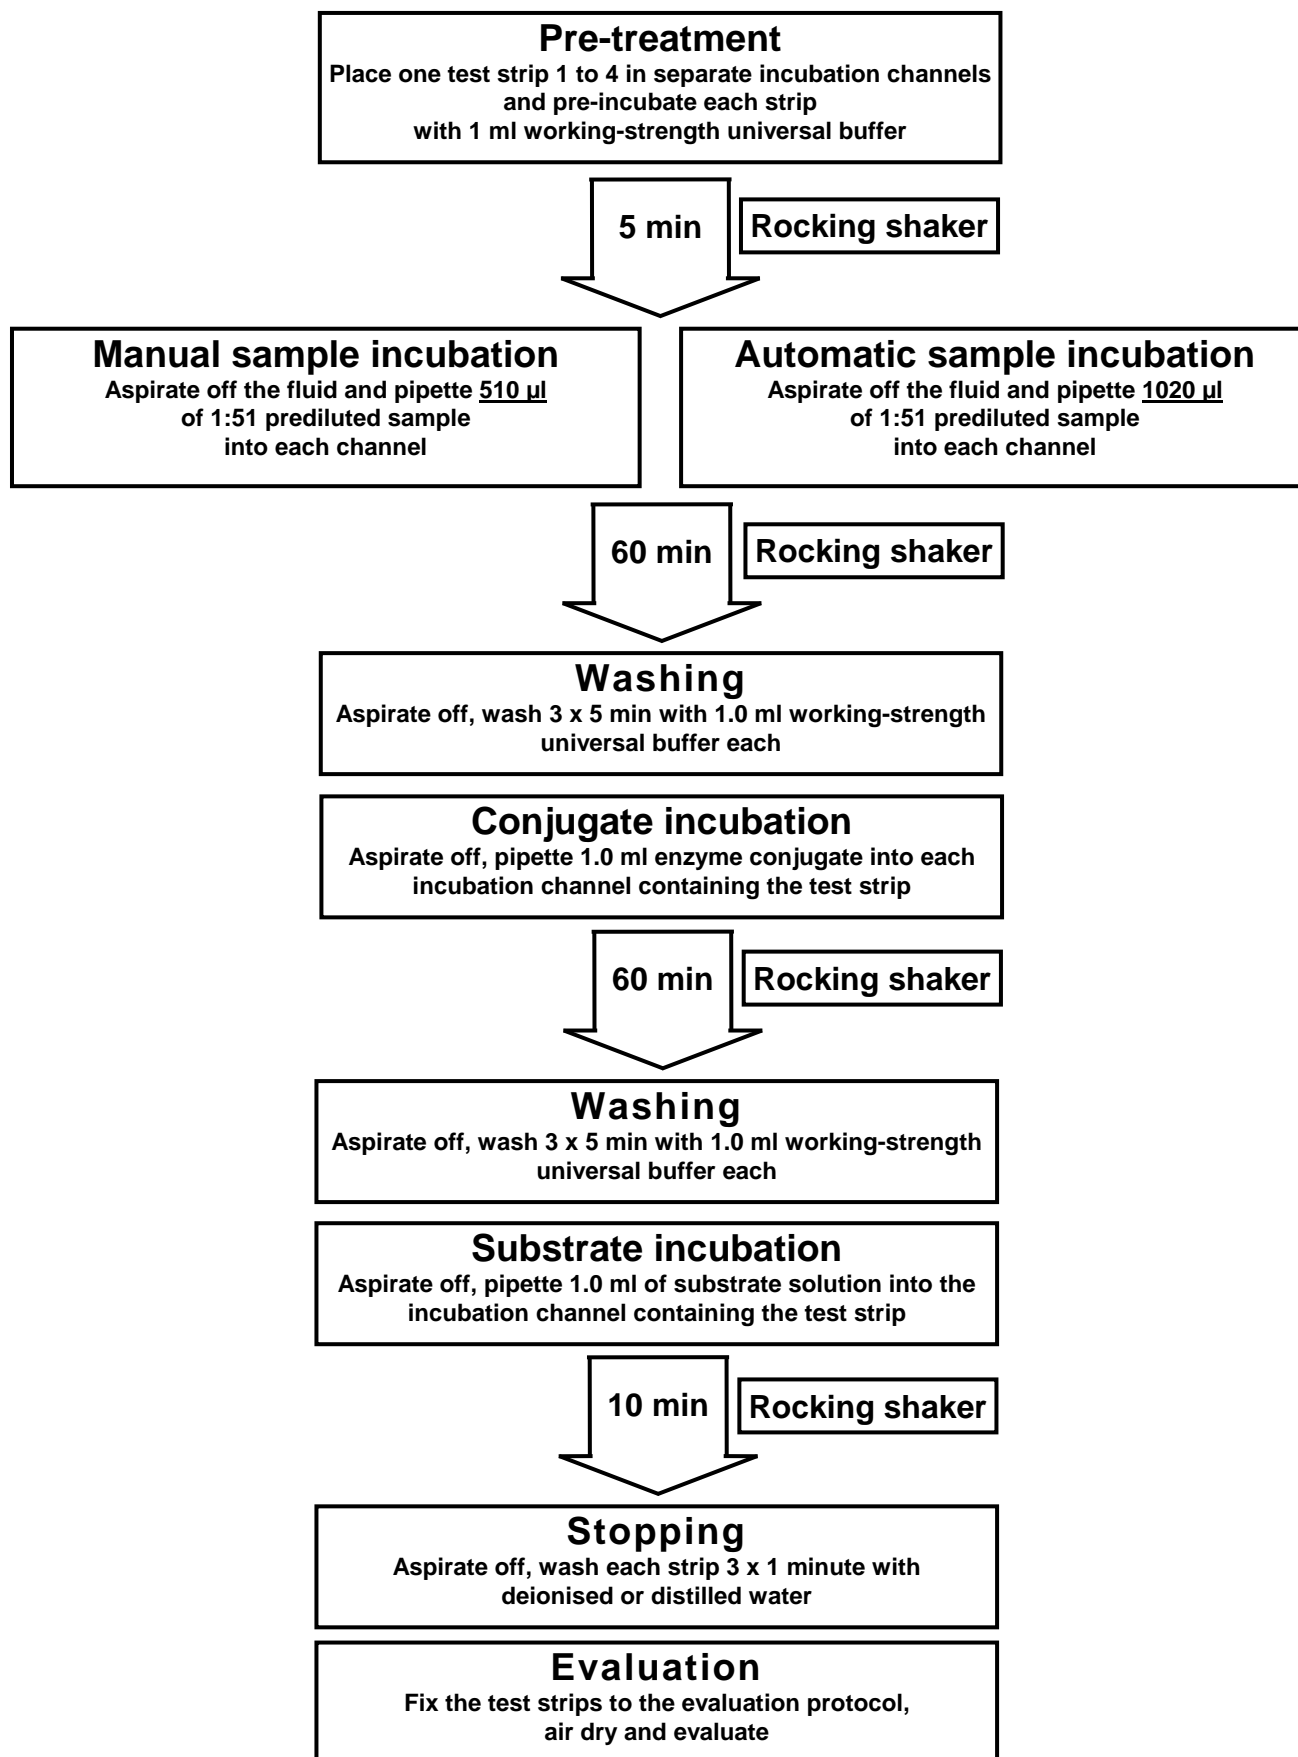 Pre-treatment
Place one test strip 1 to 4 in separate incubation channels
and pre-incubate each strip
with 1 ml working-strength universal buffer
5 min
Rocking shaker
Manual sample incubation
Aspirate off the fluid and pipette 510 µl
of 1:51 prediluted sample
into each channel
Automatic sample incubation
Aspirate off the fluid and pipette 1020 µl
of 1:51 prediluted sample
into each channel
60 min
Rocking shaker
Washing
Aspirate off, wash 3 x 5 min with 1.0 ml working-strength
universal buffer each
Conjugate incubation
Aspirate off, pipette 1.0 ml enzyme conjugate into each
incubation channel containing the test strip
60 min
Rocking shaker
Washing
Aspirate off, wash 3 x 5 min with 1.0 ml working-strength
universal buffer each
Substrate incubation
Aspirate off, pipette 1.0 ml of substrate solution into the
incubation channel containing the test strip
10 min
Rocking shaker
Stopping
Aspirate off, wash each strip 3 x 1 minute with
deionised or distilled water
Evaluation
Fix the test strips to the evaluation protocol,
air dry and evaluate